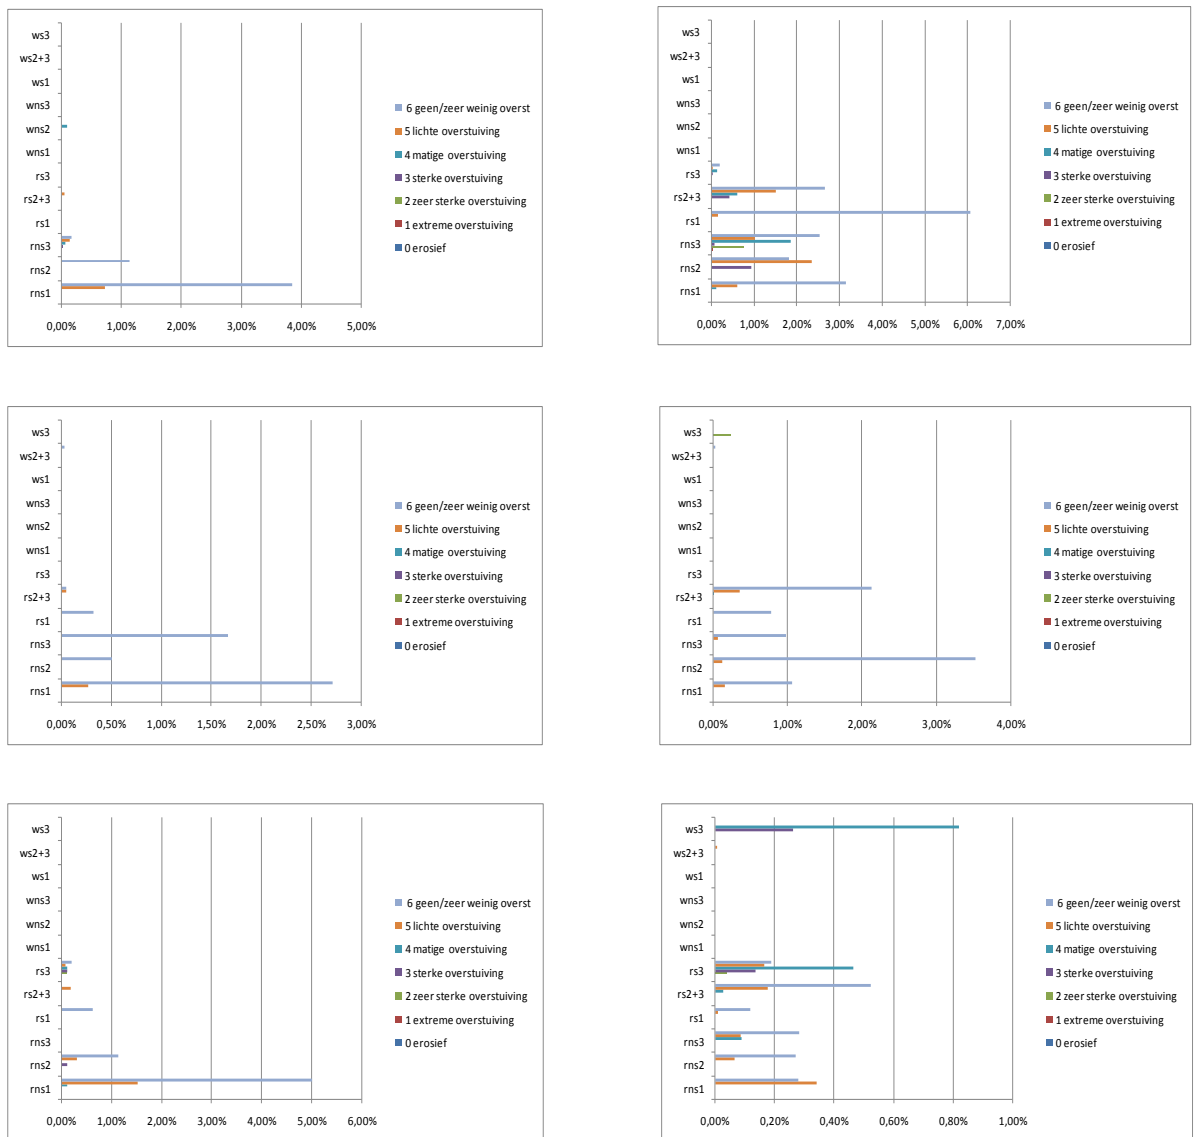 ws3
ws2+3
ws1
wns3
wns2
wns1
rs3
rs2+3
rs1
rns3
rns2
rns1
0,00% 1,00% 2,00% 3,00% 4,00% 5,00%
6 geen/zeer weinig overst
5 lichte overstuiving
4 matige overstuiving
3 sterke overstuiving
2 zeer sterke overstuiving
1 extreme overstuiving
0 erosief
ws3
ws2+3
ws1
wns3
wns2
wns1
rs3
rs2+3
rs1
rns3
rns2
rns1
0,00% 1,00% 2,00% 3,00% 4,00% 5,00% 6,00% 7,00%
6 geen/zeer weinig overst
5 lichte overstuiving
4 matige overstuiving
3 sterke overstuiving
2 zeer sterke overstuiving
1 extreme overstuiving
0 erosief
ws3
ws2+3
ws1
wns3
wns2
wns1
rs3
rs2+3
rs1
rns3
rns2
rns1
0,00% 0,50% 1,00% 1,50% 2,00% 2,50% 3,00%
6 geen/zeer weinig overst
5 lichte overstuiving
4 matige overstuiving
3 sterke overstuiving
2 zeer sterke overstuiving
1 extreme overstuiving
0 erosief
ws3
ws2+3
ws1
wns3
wns2
wns1
rs3
rs2+3
rs1
rns3
rns2
rns1
0,00% 1,00% 2,00% 3,00% 4,00%
6 geen/zeer weinig overst
5 lichte overstuiving
4 matige overstuiving
3 sterke overstuiving
2 zeer sterke overstuiving
1 extreme overstuiving
0 erosief
ws3
ws2+3
ws1
wns3
wns2
wns1
rs3
rs2+3
rs1
rns3
rns2
rns1
0,00% 1,00% 2,00% 3,00% 4,00% 5,00% 6,00%
6 geen/zeer weinig overst
5 lichte overstuiving
4 matige overstuiving
3 sterke overstuiving
2 zeer sterke overstuiving
1 extreme overstuiving
0 erosief
ws3
ws2+3
ws1
wns3
wns2
wns1
rs3
rs2+3
rs1
rns3
rns2
rns1
0,00% 0,20% 0,40% 0,60% 0,80% 1,00%
6 geen/zeer weinig overst
5 lichte overstuiving
4 matige overstuiving
3 sterke overstuiving
2 zeer sterke overstuiving
1 extreme overstuiving
0 erosief